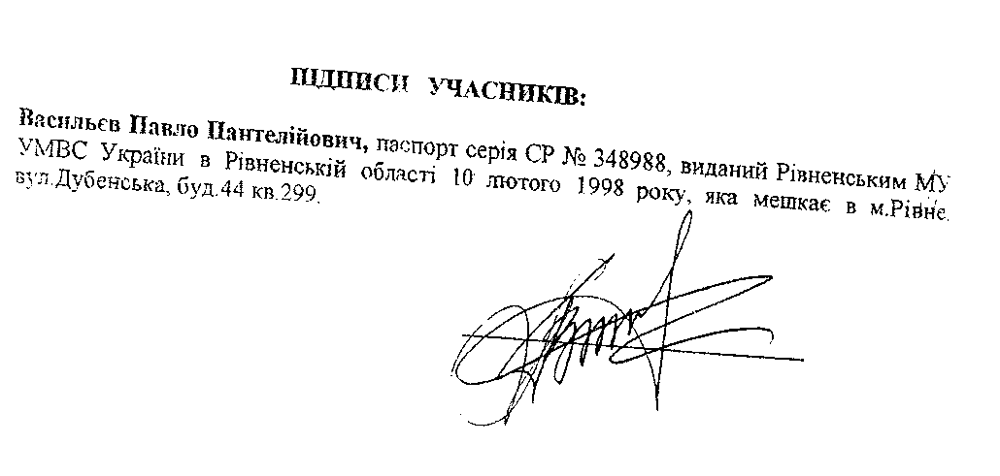 ПІДПИСИ УЧАСНИКІВ:
Васильєв Павло Пантелійович, паспорт серія СР № 348988, виданий Рівненським МУ
УМВС України в Рівненській області 10 лютого 1998 року, яка мешкає в м.Рівне.
вул.Дубенська, буд.44 кв.299.